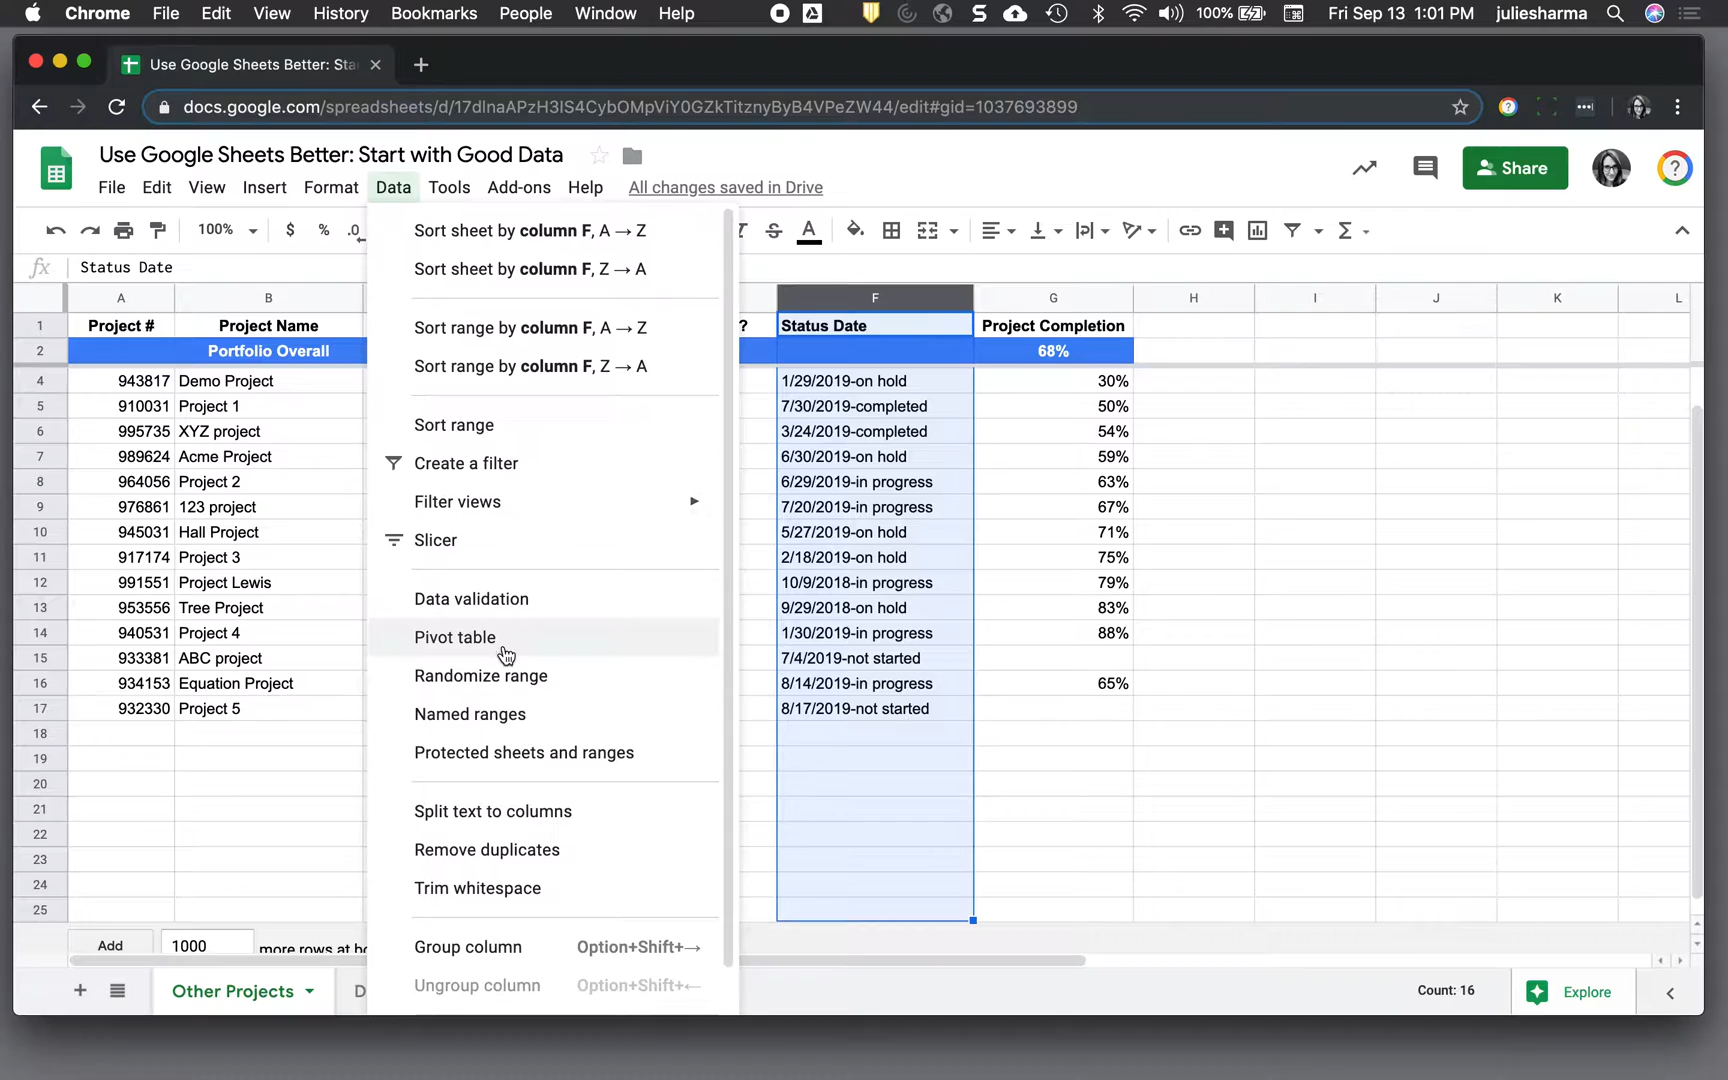 Chrome File Edit View History Bookmarks People Window Help 100% Fri Sep 13 1:01 PM juliesharma
Use Google Sheets Better: Sta
docs.google.com/spreadsheets/d/17dlnaAPzH3IS4CybOMpViY0GZkTitznyByB4VPeZW44/edit#gid=1037693899
Use Google Sheets Better: Start with Good Data
File Edit View Insert Format Data Tools Add-ons Help All changes saved in Drive
Share
100% $ % .0
fx Status Date
A B F G H I J K L
1 Project # Project Name ? Status Date Project Completion
2 Portfolio Overall 68%
4 943817 Demo Project 1/29/2019-on hold 30%
5 910031 Project 1 7/30/2019-completed 50%
6 995735 XYZ project 3/24/2019-completed 54%
7 989624 Acme Project 6/30/2019-on hold 59%
8 964056 Project 2 6/29/2019-in progress 63%
9 976861 123 project 7/20/2019-in progress 67%
10 945031 Hall Project 5/27/2019-on hold 71%
11 917174 Project 3 2/18/2019-on hold 75%
12 991551 Project Lewis 10/9/2018-in progress 79%
13 953556 Tree Project 9/29/2018-on hold 83%
14 940531 Project 4 1/30/2019-in progress 88%
15 933381 ABC project 7/4/2019-not started
16 934153 Equation Project 8/14/2019-in progress 65%
17 932330 Project 5 8/17/2019-not started
18
19
20
21
22
23
24
25
Sort sheet by column F, A → Z
Sort sheet by column F, Z → A
Sort range by column F, A → Z
Sort range by column F, Z → A
Sort range
Create a filter
Filter views
Slicer
Data validation
Pivot table
Randomize range
Named ranges
Protected sheets and ranges
Split text to columns
Remove duplicates
Trim whitespace
Group column Option+Shift+→
Ungroup column Option+Shift+←
Add 1000 more rows at bo
Other Projects D
Count: 16
Explore